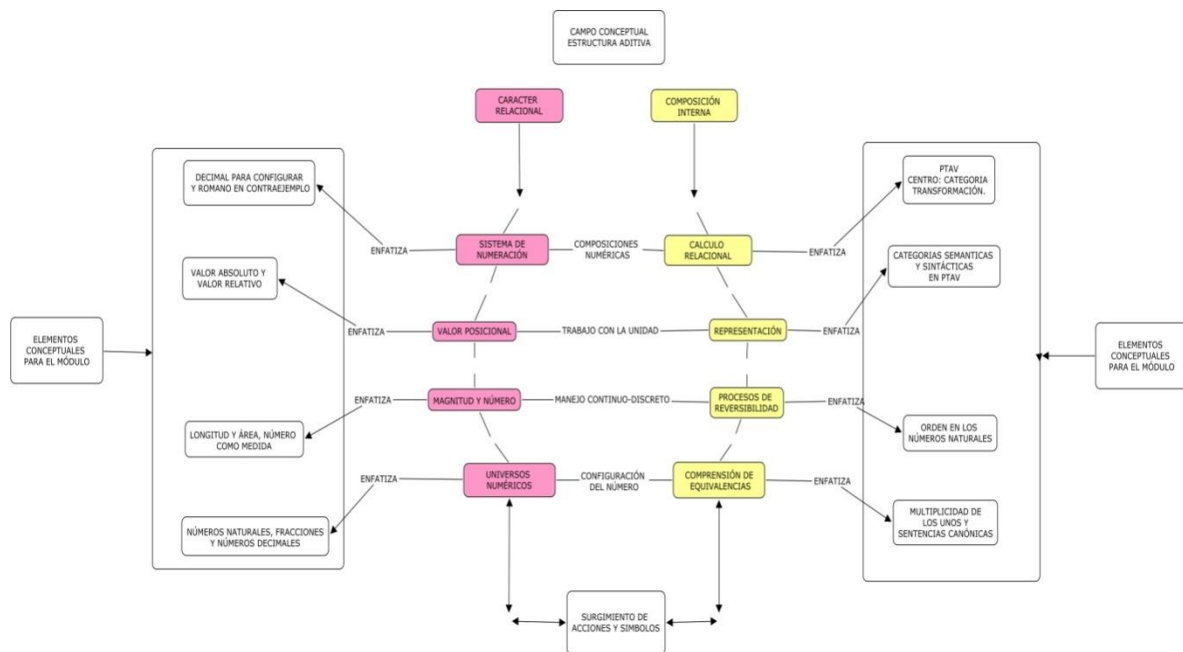 CAMPO CONCEPTUAL
ESTRUCTURA ADITIVA
CARACTER
RELACIONAL
COMPOSICIÓN
INTERNA
DECIMAL PARA CONFIGURAR
Y ROMANO EN CONTRAEJEMPLO
PTAV
CENTRO: CATEGORIA
TRANSFORMACIÓN.
ENFATIZA
SISTEMA DE
NUMERACIÓN
COMPOSICIONES
NUMÉRICAS
CALCULO
RELACIONAL
ENFATIZA
VALOR ABSOLUTO Y
VALOR RELATIVO
CATEGORIAS SEMANTICAS
Y SINTÁCTICAS
EN PTAV
ENFATIZA
VALOR POSICIONAL
TRABAJO CON LA UNIDAD
REPRESENTACIÓN
ENFATIZA
ELEMENTOS
CONCEPTUALES
PARA EL MÓDULO
ELEMENTOS
CONCEPTUALES
PARA EL MÓDULO
ENFATIZA
MAGNITUD Y NÚMERO
MANEJO CONTINUO-DISCRETO
PROCESOS DE
REVERSIBILIDAD
ENFATIZA
LONGITUD Y ÁREA, NÚMERO
COMO MEDIDA
ORDEN EN LOS
NÚMEROS NATURALES
ENFATIZA
UNIVERSOS
NUMÉRICOS
CONFIGURACIÓN
DEL NÚMERO
COMPRENSIÓN DE
EQUIVALENCIAS
ENFATIZA
NÚMEROS NATURALES, FRACCIONES
Y NÚMEROS DECIMALES
MULTIPLICIDAD DE
LOS UNOS Y
SENTENCIAS CANÓNICAS
SURGIMIENTO DE
ACCIONES Y SIMBOLOS